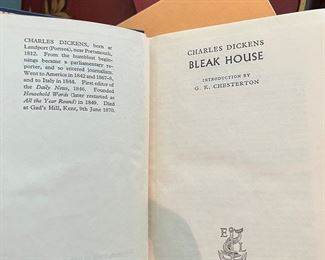 CHARLES DICKENS, born at
Landport (Portsea), near Portsmouth,
1812. From the humblest begin-
nings became a parliamentary re-
porter, and so entered journalism.
Went to America in 1842 and 1867-8,
and to Italy in 1844. First editor of
the Daily News, 1846. Founded
Household Words (later restarted as
All the Year Round) in 1849. Died
at Gad's Hill, Kent, 9th June 1870.
CHARLES DICKENS
BLEAK HOUSE
INTRODUCTION BY
G. K. CHESTERTON
E L